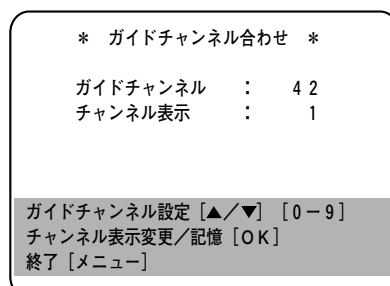 ＊ ガイドチャンネル合わせ ＊
ガイドチャンネル ： ４２
チャンネル表示 ： １
ガイドチャンネル設定［▲／▼］［０－９］
チャンネル表示変更／記憶［ＯＫ］
終了［メニュー］